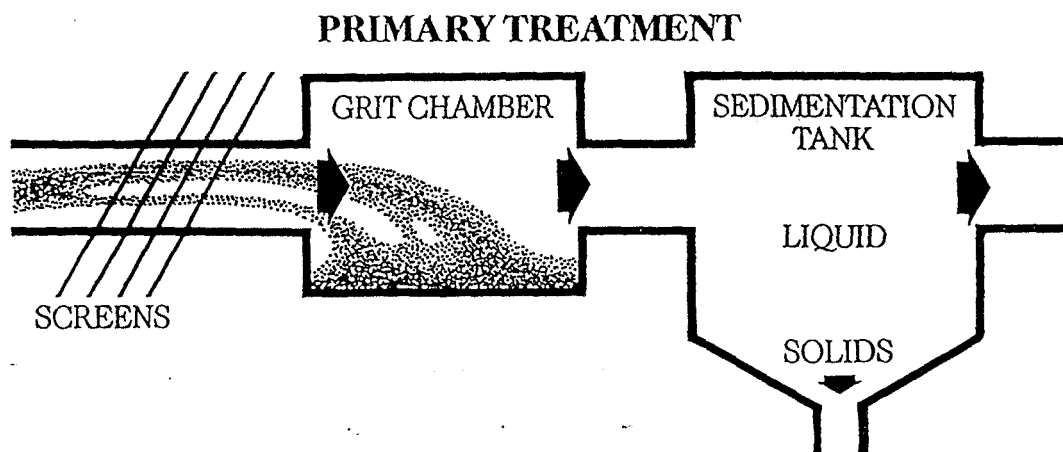 PRIMARY TREATMENT
GRIT CHAMBER
SEDIMENTATION
TANK
LIQUID
SCREENS
SOLIDS